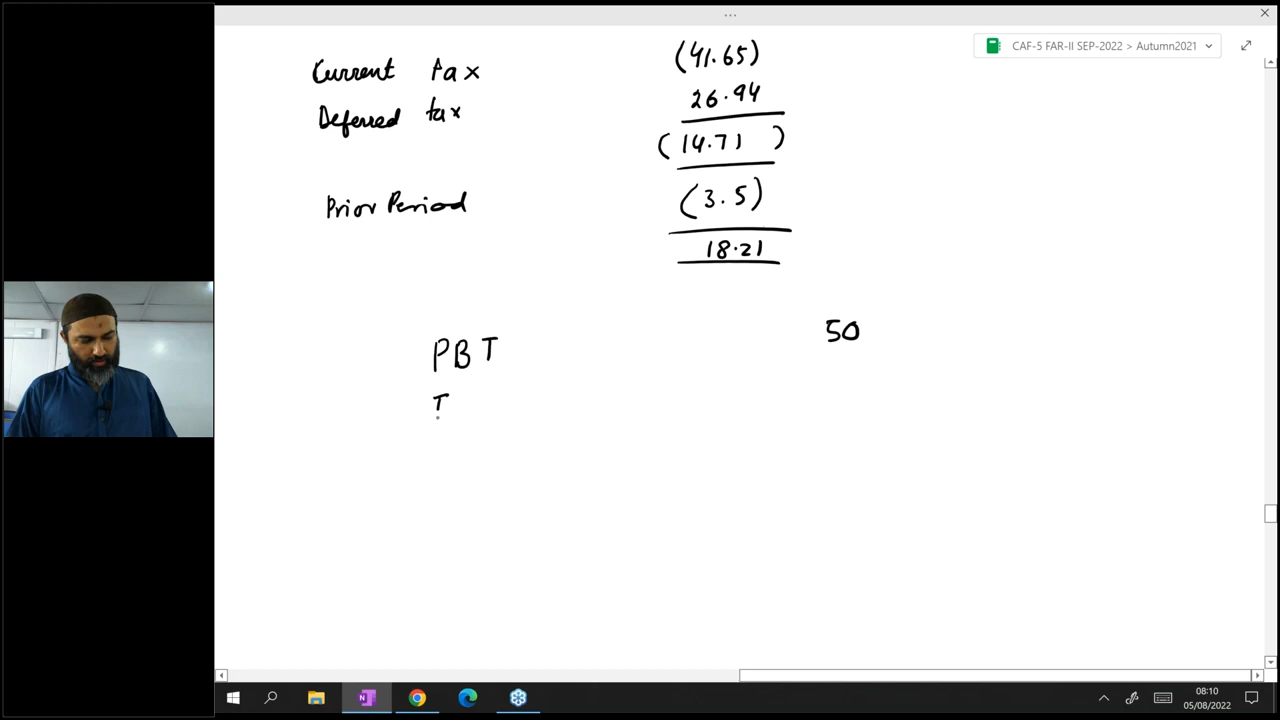 CAF-5 FAR-II SEP-2022 > Autumn2021
Current tax (41.65)
Deferred tax 26.94
(14.71)
Prior Period (3.5)
18.21
PBT 50
T
08:10
05/08/2022